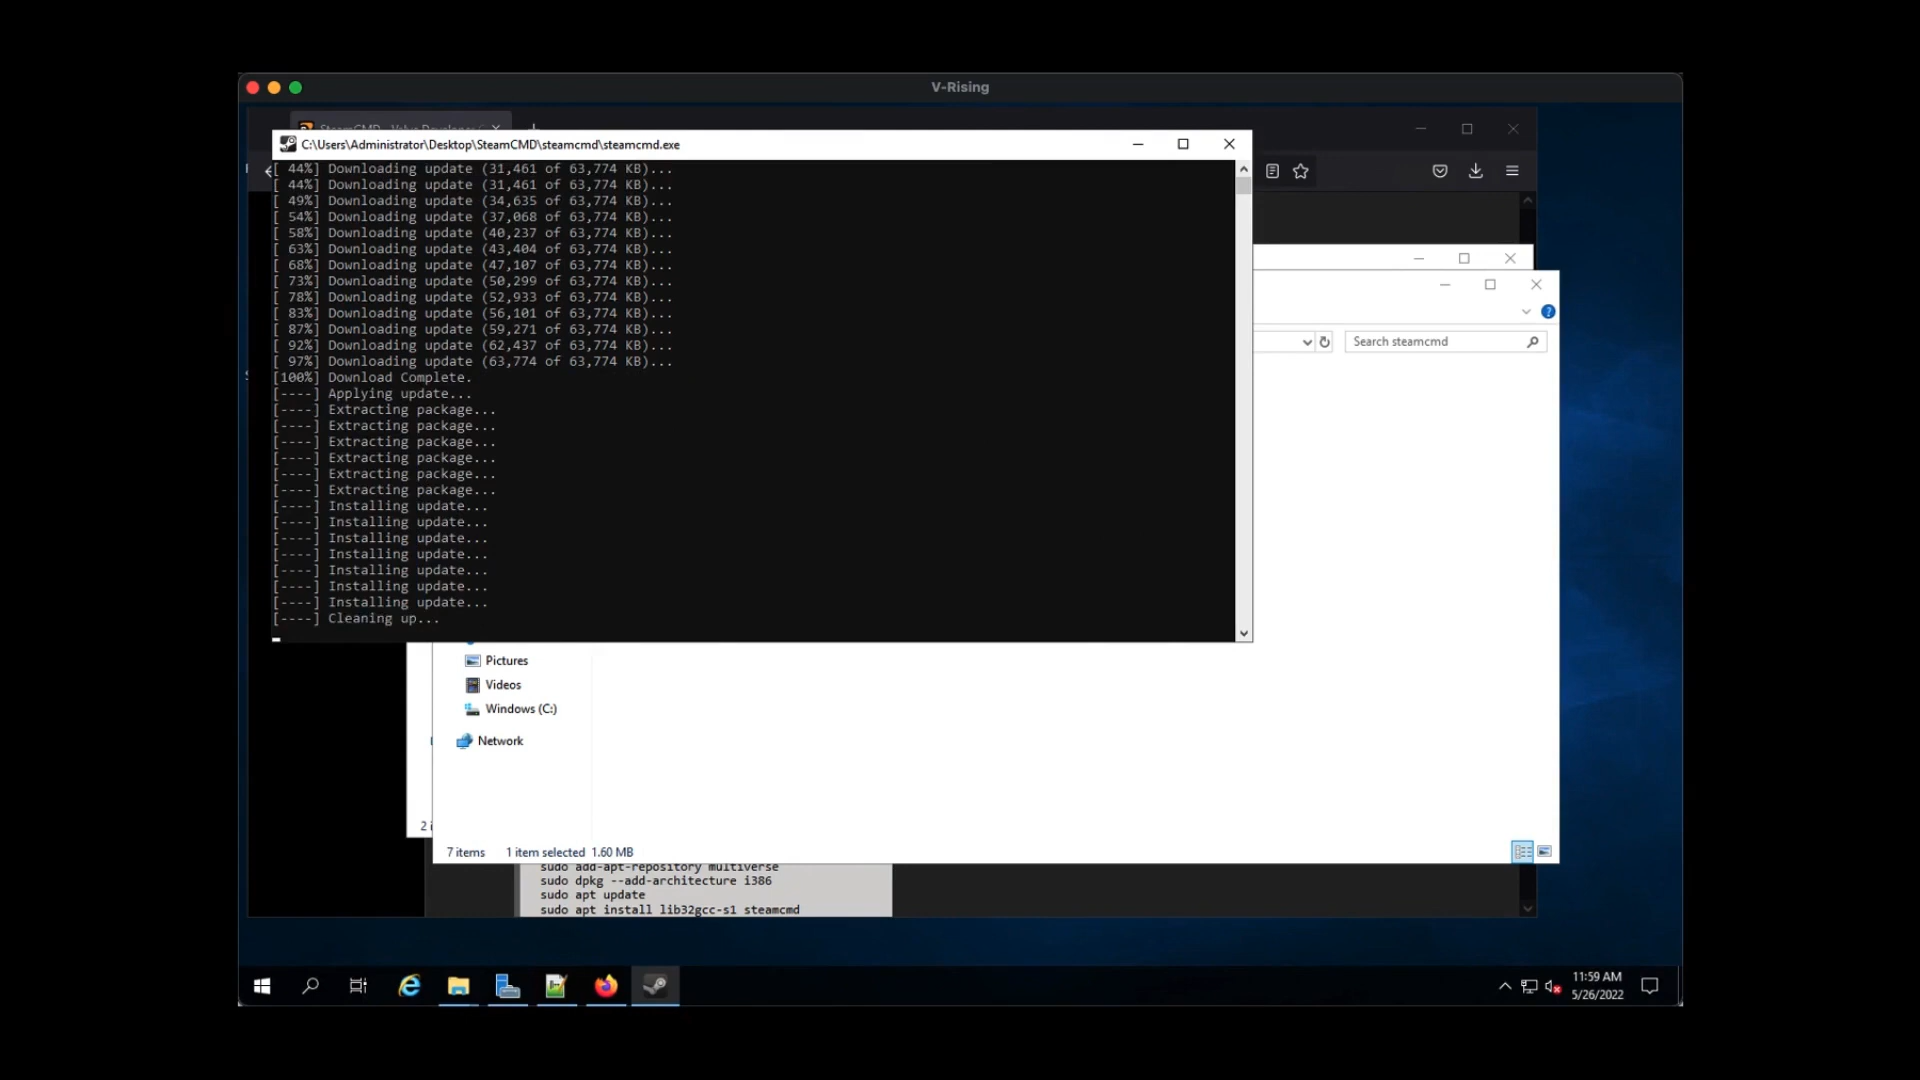 V-Rising
SteamCMD - Valve Developer C
C:\Users\Administrator\Desktop\SteamCMD\steamcmd\steamcmd.exe
[ 44%] Downloading update (31,461 of 63,774 KB)...
[ 44%] Downloading update (31,461 of 63,774 KB)...
[ 49%] Downloading update (34,635 of 63,774 KB)...
[ 54%] Downloading update (37,068 of 63,774 KB)...
[ 58%] Downloading update (40,237 of 63,774 KB)...
[ 63%] Downloading update (43,404 of 63,774 KB)...
[ 68%] Downloading update (47,107 of 63,774 KB)...
[ 73%] Downloading update (50,299 of 63,774 KB)...
[ 78%] Downloading update (52,933 of 63,774 KB)...
[ 83%] Downloading update (56,101 of 63,774 KB)...
[ 87%] Downloading update (59,271 of 63,774 KB)...
[ 92%] Downloading update (62,437 of 63,774 KB)...
[ 97%] Downloading update (63,774 of 63,774 KB)...
[100%] Download Complete.
[----] Applying update...
[----] Extracting package...
[----] Extracting package...
[----] Extracting package...
[----] Extracting package...
[----] Extracting package...
[----] Extracting package...
[----] Installing update...
[----] Installing update...
[----] Installing update...
[----] Installing update...
[----] Installing update...
[----] Installing update...
[----] Installing update...
[----] Cleaning up...
Search steamcmd
Pictures
Videos
Windows (C:)
Network
2 i
7 items 1 item selected 1.60 MB
sudo add-apt-repository multiverse
sudo dpkg --add-architecture i386
sudo apt update
sudo apt install lib32gcc-s1 steamcmd
11:59 AM
5/26/2022